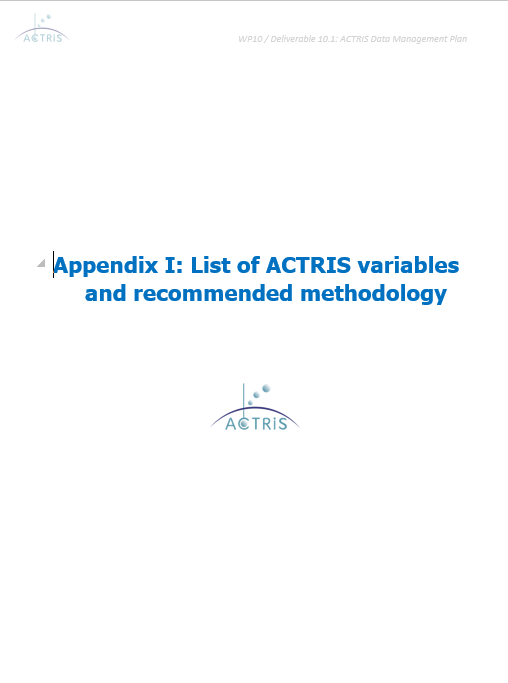 ACTRiS
WP10 / Deliverable 10.1: ACTRiS Data Management Plan
Appendix I: List of ACTRIS variables
and recommended methodology
ACTRiS